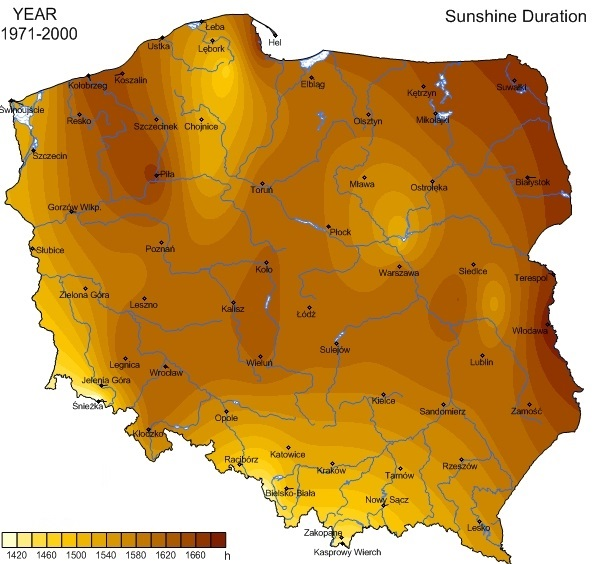 YEAR
1971-2000
Sunshine Duration
Łeba
Hel
Ustka
Lębork
Koszalin
Kołobrzeg
Elbląg
Kętrzyn
Suwałki
Świnoujście
Resko
Szczecinek
Chojnice
Olsztyn
Mikołajki
Szczecin
Piła
Toruń
Mława
Ostrołęka
Białystok
Gorzów Wlkp.
Płock
Słubice
Poznań
Koło
Warszawa
Siedlce
Terespol
Zielona Góra
Leszno
Kalisz
Łódź
Włodawa
Sulejów
Legnica
Wrocław
Wieluń
Lublin
Jelenia Góra
Śnieżka
Kielce
Sandomierz
Zamość
Opole
Kłodzko
Racibórz
Katowice
Kraków
Tarnów
Rzeszów
Bielsko-Biała
Nowy Sącz
Lesko
Zakopane
Kasprowy Wierch
1420 1460 1500 1540 1580 1620 1660 h